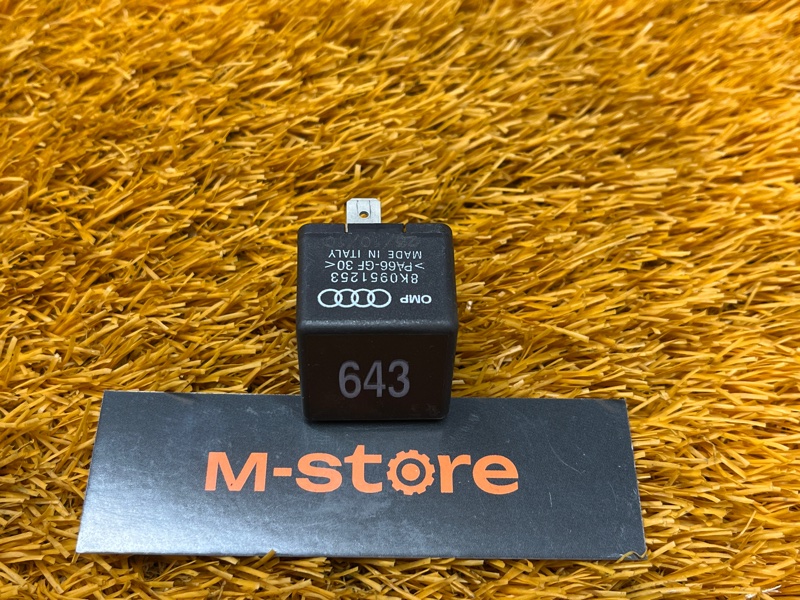 OMP
8K0951253
>PA66-GF 30<
MADE IN ITALY
643
M-store